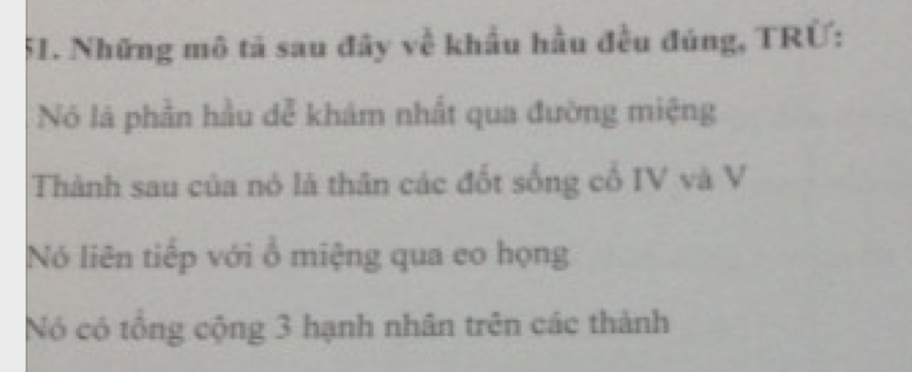 51. Những mô tả sau đây về khẩu hầu đều đúng, TRỪ:
Nó là phần hầu dễ khám nhất qua đường miệng
Thành sau của nó là thân các đốt sống cổ IV và V
Nó liên tiếp với ổ miệng qua eo họng
Nó có tổng cộng 3 hạnh nhân trên các thành